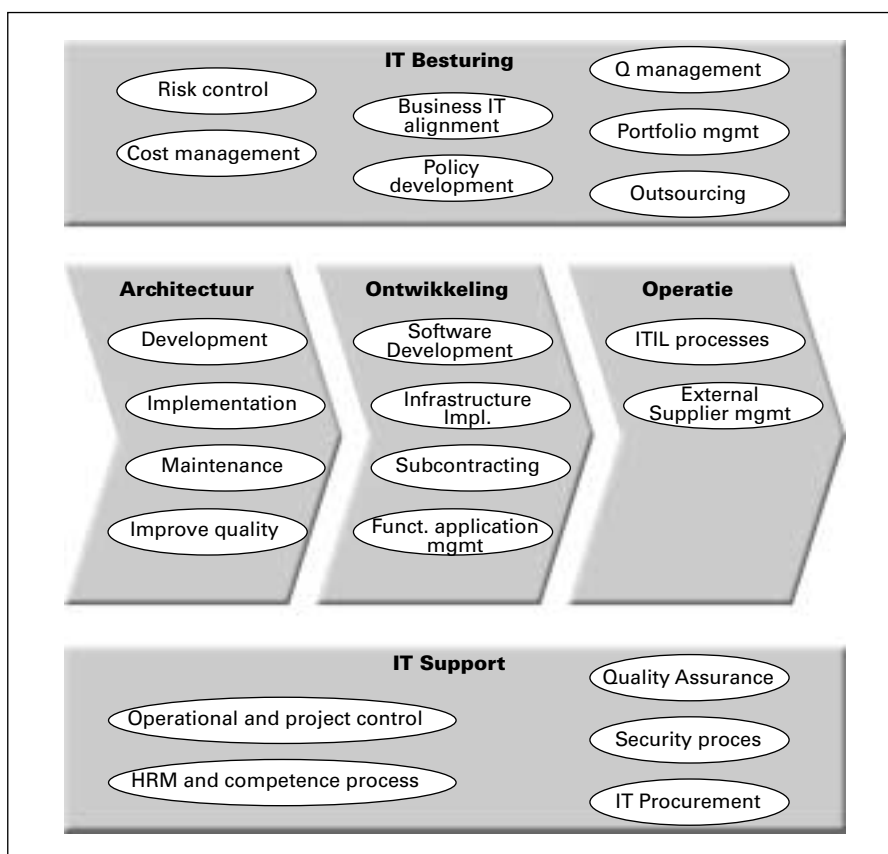 IT Besturing
Risk control
Cost management
Business IT
alignment
Policy
development
Q management
Portfolio mgmt
Outsourcing
Architectuur
Development
Implementation
Maintenance
Improve quality
Ontwikkeling
Software
Development
Infrastructure
Impl.
Subcontracting
Funct. application
mgmt
Operatie
ITIL processes
External
Supplier mgmt
IT Support
Operational and project control
HRM and competence process
Quality Assurance
Security proces
IT Procurement